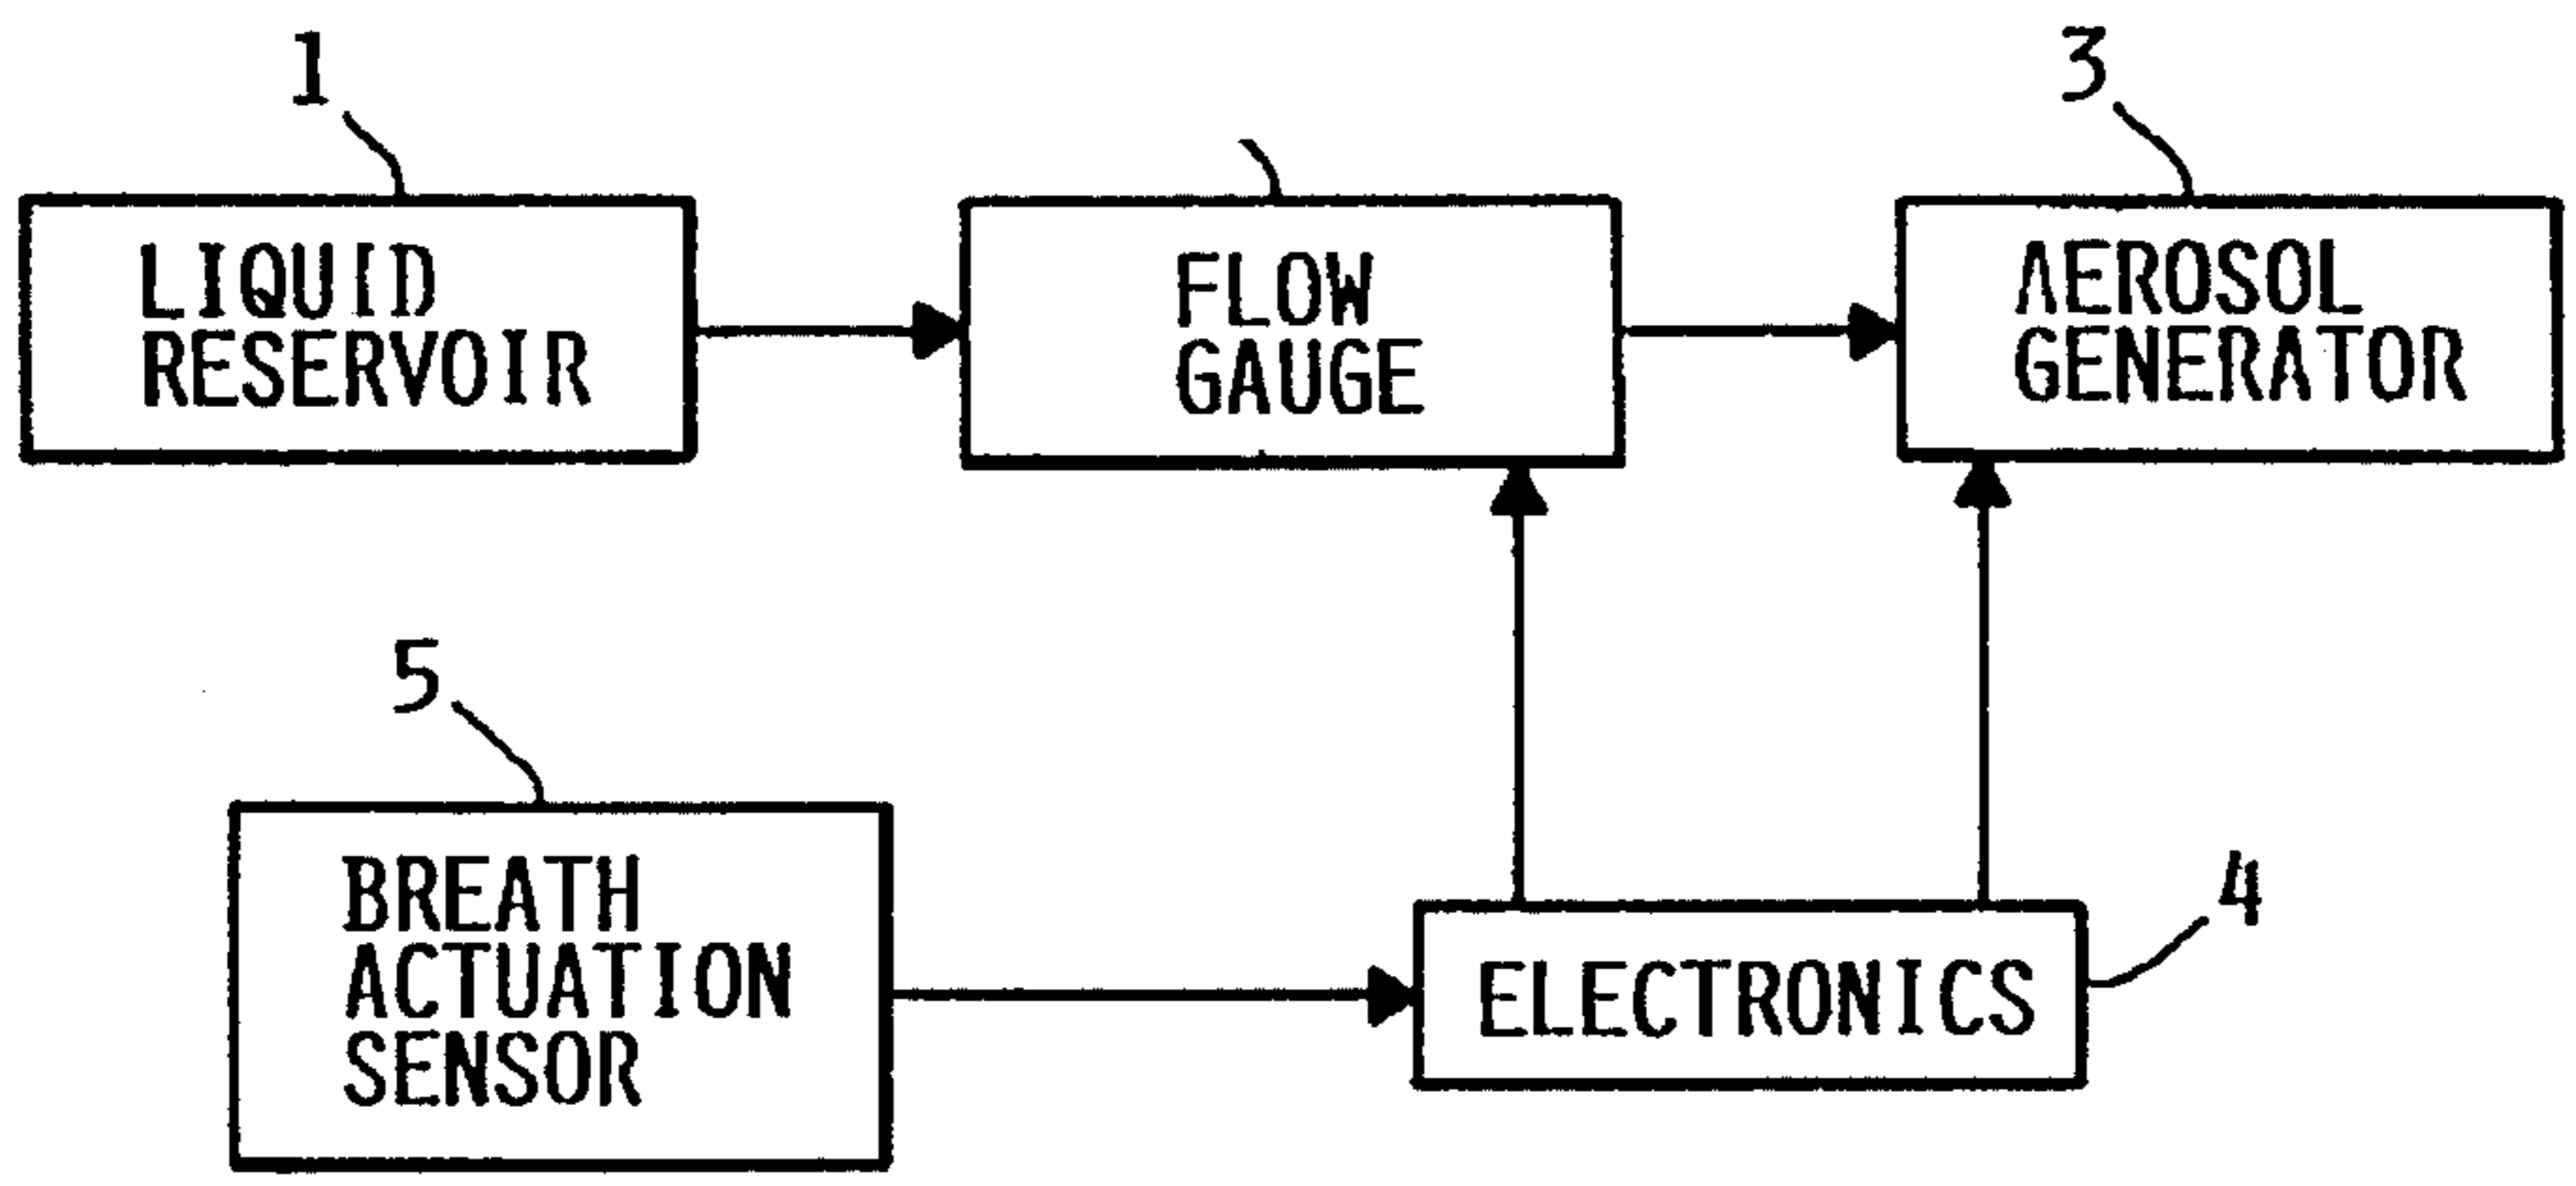 1
3
LIQUID
RESERVOIR
FLOW
GAUGE
AEROSOL
GENERATOR
5
BREATH
ACTUATION
SENSOR
ELECTRONICS
4